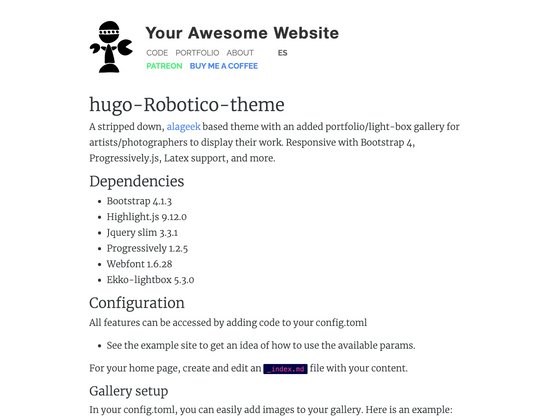 Your Awesome Website
CODE PORTFOLIO ABOUT ES
PATREON BUY ME A COFFEE
hugo-Robotico-theme
A stripped down, alageek based theme with an added portfolio/light-box gallery for
artists/photographers to display their work. Responsive with Bootstrap 4,
Progressively.js, Latex support, and more.
Dependencies
• Bootstrap 4.1.3
• Highlight.js 9.12.0
• Jquery slim 3.3.1
• Progressively 1.2.5
• Webfont 1.6.28
• Ekko-lightbox 5.3.0
Configuration
All features can be accessed by adding code to your config.toml
• See the example site to get an idea of how to use the available params.
For your home page, create and edit an _index.md file with your content.
Gallery setup
In your config.toml, you can easily add images to your gallery. Here is an example: